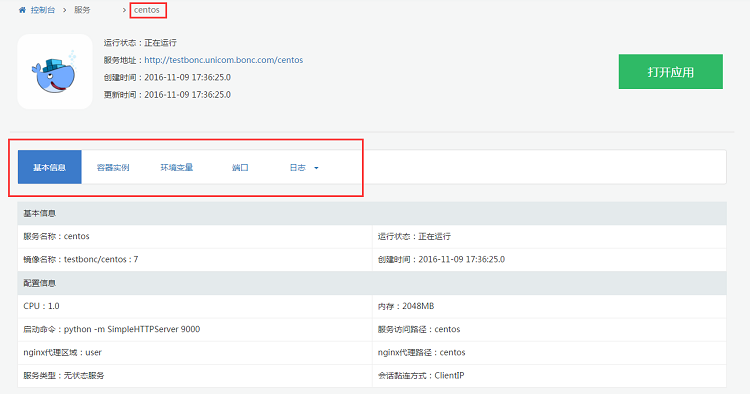 控制台 > 服务 > centos
运行状态：正在运行
服务地址：http://testbonc.unicom.bonc.com/centos
创建时间：2016-11-09 17:36:25.0
更新时间：2016-11-09 17:36:25.0
打开应用
基本信息 容器实例 环境变量 端口 日志
基本信息
服务名称：centos 运行状态：正在运行
镜像名称：testbonc/centos : 7 创建时间：2016-11-09 17:36:25.0
配置信息
CPU：1.0 内存：2048MB
启动命令：python -m SimpleHTTPServer 9000 服务访问路径：centos
nginx代理区域：user nginx代理路径：centos
服务类型：无状态服务 会话黏连方式：ClientIP